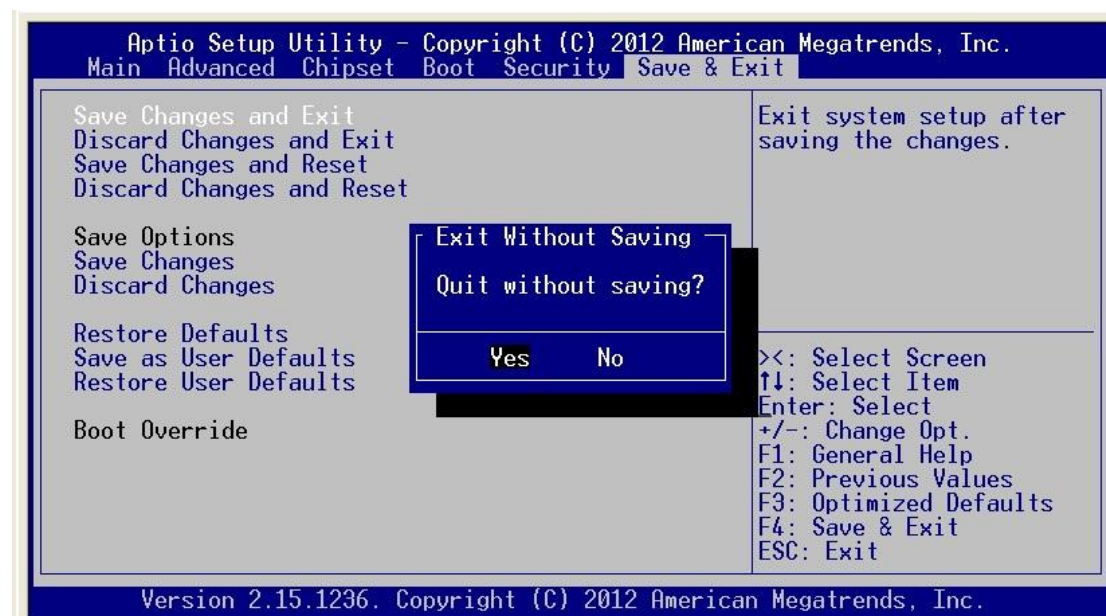 Aptio Setup Utility – Copyright (C) 2012 American Megatrends, Inc.
Main Advanced Chipset Boot Security Save & Exit
Save Changes and Exit
Discard Changes and Exit
Save Changes and Reset
Discard Changes and Reset
Save Options
Save Changes
Discard Changes
Restore Defaults
Save as User Defaults
Restore User Defaults
Boot Override
Exit Without Saving
Quit without saving?
Yes No
Exit system setup after
saving the changes.
><: Select Screen
↑↓: Select Item
Enter: Select
+/-: Change Opt.
F1: General Help
F2: Previous Values
F3: Optimized Defaults
F4: Save & Exit
ESC: Exit
Version 2.15.1236. Copyright (C) 2012 American Megatrends, Inc.